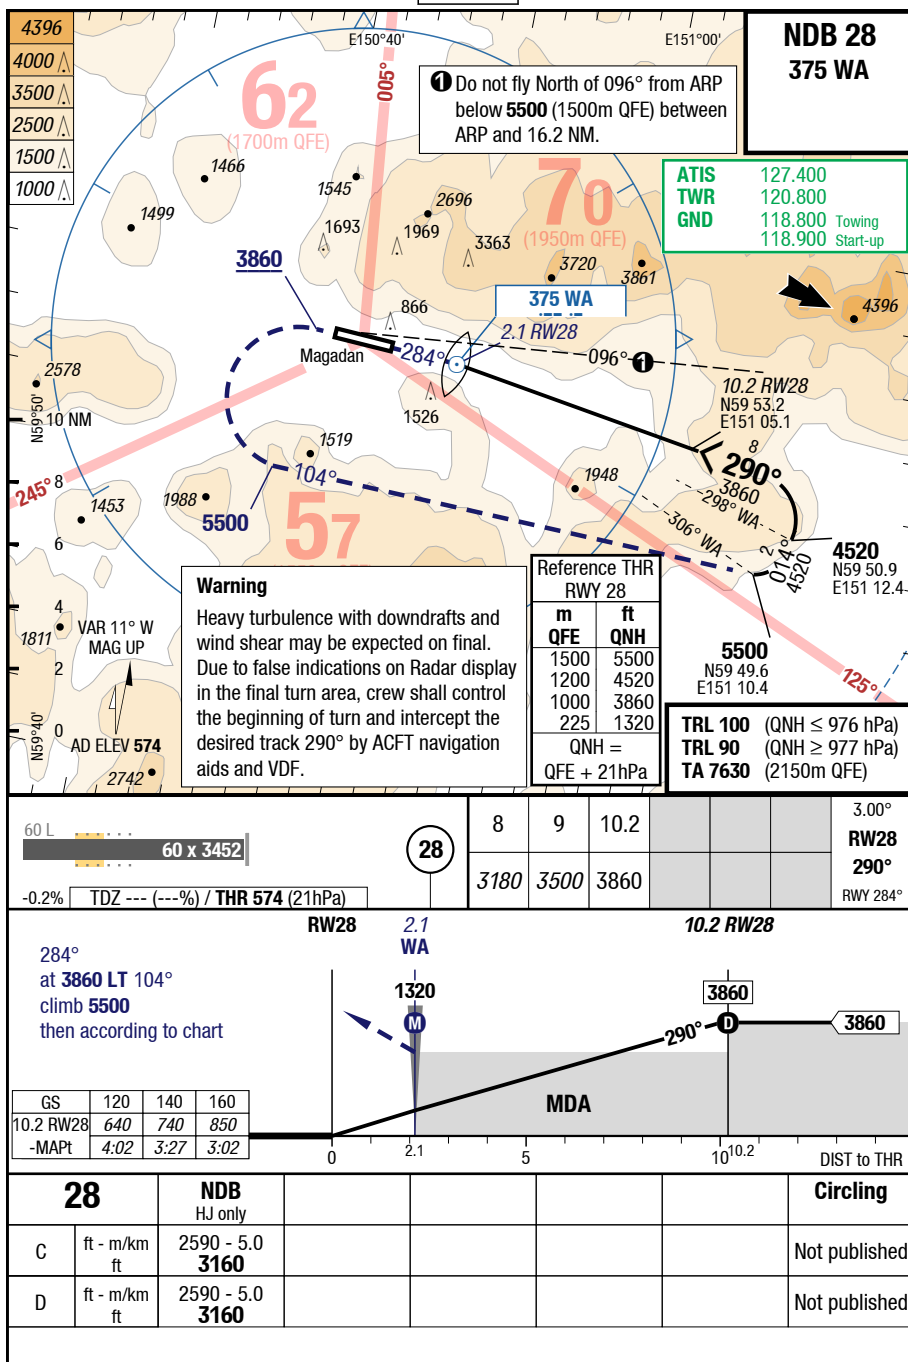 4396
4000
3500
2500
1500
1000
E150°40'
E151°00'
NDB 28
375 WA
❶ Do not fly North of 096° from ARP
below 5500 (1500m QFE) between
ARP and 16.2 NM.
ATIS 127.400
TWR 120.800
GND 118.800 Towing
118.900 Start-up
005°
62
(1700m QFE)
70
(1950m QFE)
1466
1499
1545
1693
2696
1969
3363
3720
3861
4396
3860
866
375 WA
2.1 RW28
Magadan
284°
096° ❶
2578
N59°50'
10 NM
1526
10.2 RW28
N59 53.2
E151 05.1
8
290°
3860
298° WA
306° WA
1519
104°
1948
245°
8
1453
1988
5500
57
2
014°
4520
4520
N59 50.9
E151 12.4
6
4
2
0
1811
VAR 11° W
MAG UP
N59°40'
AD ELEV 574
2742
Warning
Heavy turbulence with downdrafts and
wind shear may be expected on final.
Due to false indications on Radar display
in the final turn area, crew shall control
the beginning of turn and intercept the
desired track 290° by ACFT navigation
aids and VDF.
Reference THR
RWY 28
m ft
QFE QNH
1500 5500
1200 4520
1000 3860
225 1320
QNH =
QFE + 21hPa
5500
N59 49.6
E151 10.4
125°
TRL 100 (QNH ≤ 976 hPa)
TRL 90 (QNH ≥ 977 hPa)
TA 7630 (2150m QFE)
60 L
60 x 3452
-0.2% TDZ --- (---%) / THR 574 (21hPa)
28
8 9 10.2
3180 3500 3860
3.00°
RW28
290°
RWY 284°
RW28
2.1
WA
10.2 RW28
284°
at 3860 LT 104°
climb 5500
then according to chart
1320
M
3860
D
3860
290°
MDA
GS 120 140 160
10.2 RW28 640 740 850
-MAPt 4:02 3:27 3:02
0 2.1 5 10 10.2 DIST to THR
28 NDB Circling
HJ only
C ft - m/km 2590 - 5.0 Not published
ft 3160
D ft - m/km 2590 - 5.0 Not published
ft 3160